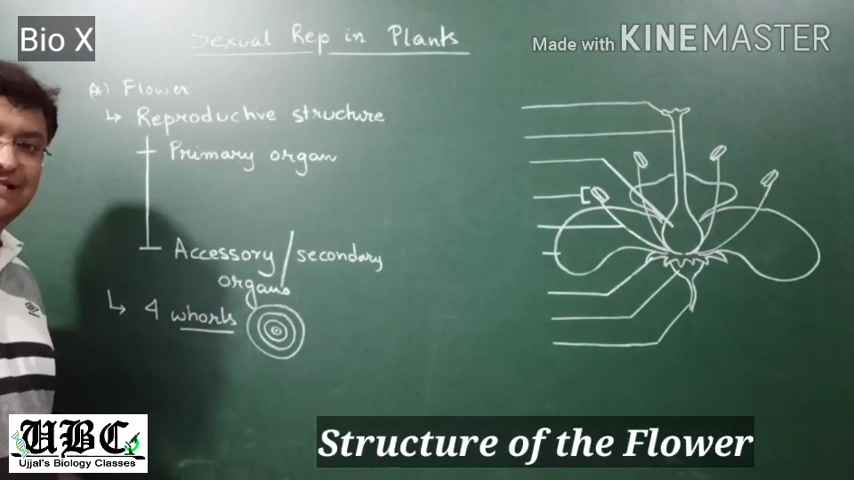 Bio X
Made with KINEMASTER
Sexual Rep in Plants
(A) Flower
↳ Reproductive structure
Primary organ
Accessory / secondary
organs
↳ 4 whorls
UBC
Ujjal's Biology Classes
Structure of the Flower